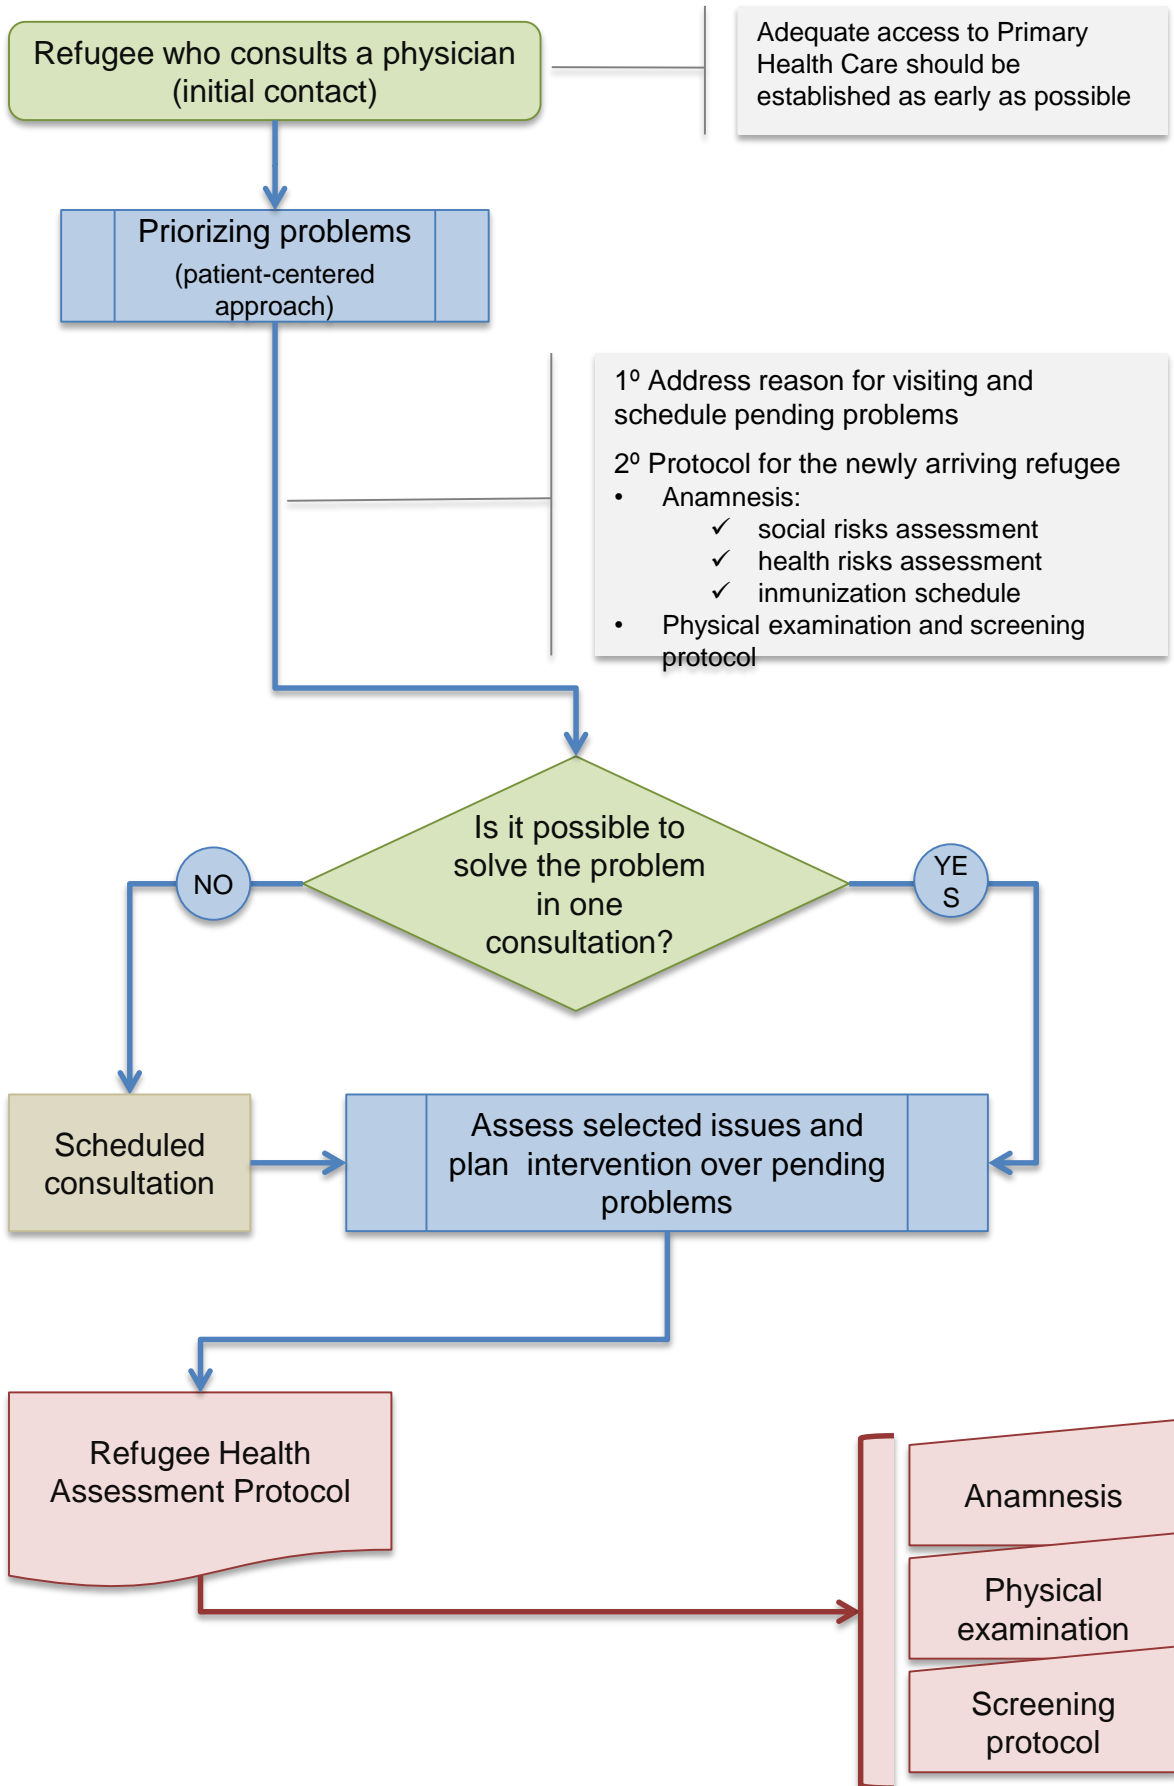 Refugee who consults a physician
(initial contact)
Adequate access to Primary
Health Care should be
established as early as possible
Priorizing problems
(patient-centered
approach)
1º Address reason for visiting and
schedule pending problems
2º Protocol for the newly arriving refugee
• Anamnesis:
✓ social risks assessment
✓ health risks assessment
✓ inmunization schedule
• Physical examination and screening
protocol
Is it possible to
solve the problem
in one
consultation?
NO
YE
S
Scheduled
consultation
Assess selected issues and
plan intervention over pending
problems
Refugee Health
Assessment Protocol
Anamnesis
Physical
examination
Screening
protocol